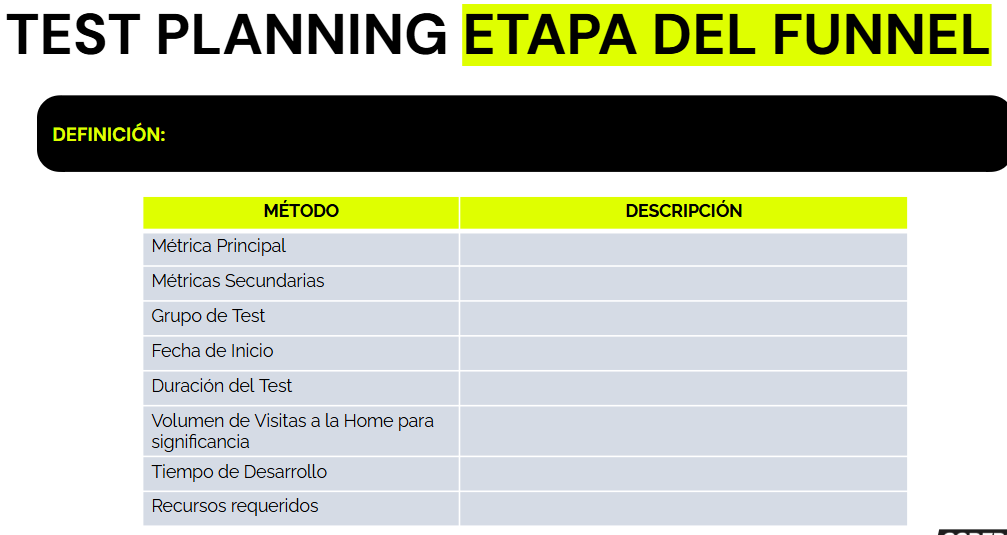 TEST PLANNING ETAPA DEL FUNNEL
DEFINICIÓN:
MÉTODO DESCRIPCIÓN
Métrica Principal
Métricas Secundarias
Grupo de Test
Fecha de Inicio
Duración del Test
Volumen de Visitas a la Home para
significancia
Tiempo de Desarrollo
Recursos requeridos